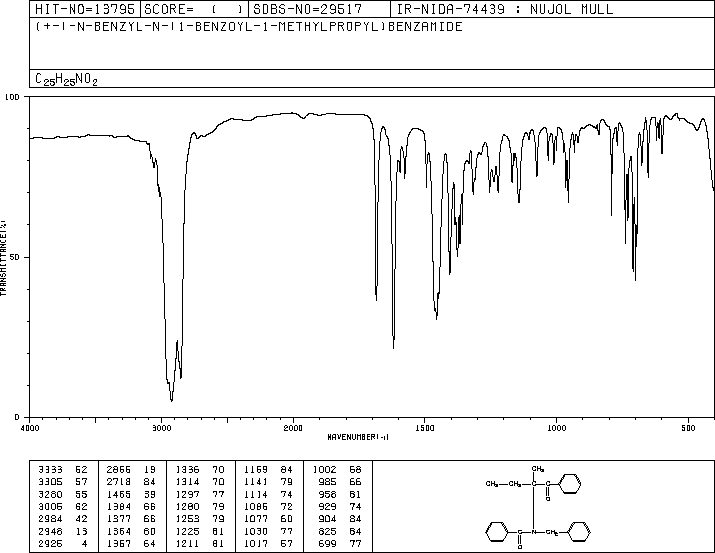 HIT-NO=13795 SCORE= ( ) SDBS-NO=29517 IR-NIDA-74439 : NUJOL MULL
(+-)-N-BENZYL-N-(1-BENZOYL-1-METHYLPROPYL)BENZAMIDE
C25H25NO2
100
50
0
TRANSMITTANCE(%)
4000 3000 2000 1500 1000 500
WAVENUMBER(-1)
3333 62 2866 19 1336 70 1169 84 1002 68
3305 57 2718 84 1314 70 1141 79 985 66
3260 55 1465 39 1297 77 1114 74 958 81
3005 62 1384 66 1280 79 1086 72 929 74
2984 42 1377 66 1253 79 1077 60 904 84
2946 13 1364 60 1225 81 1030 77 825 84
2925 4 1357 64 1211 81 1017 57 699 77
CH3
CH3 CH2 C C
O
C N CH2
O